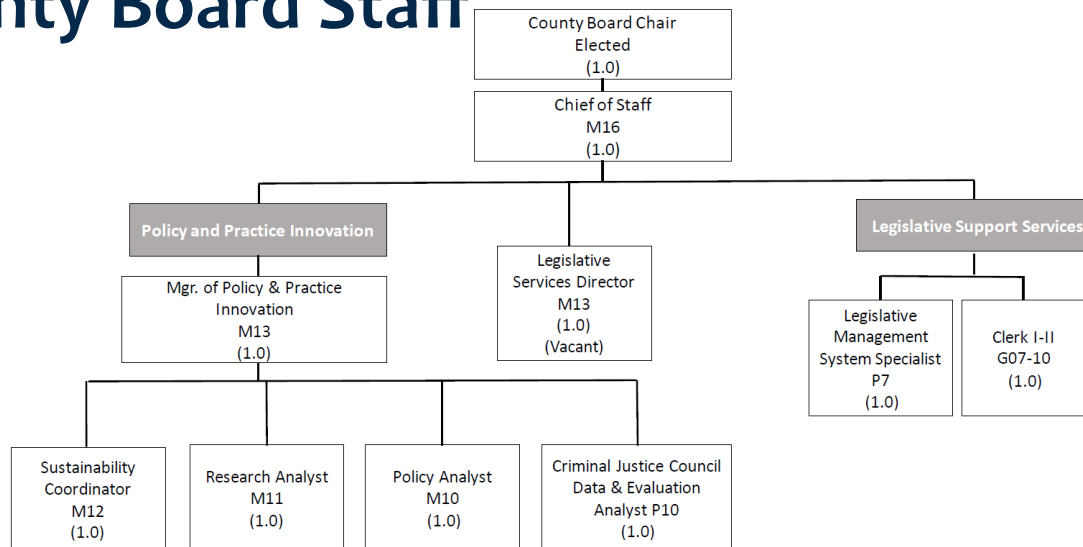 nty Board Staff
County Board Chair
Elected
(1.0)
Chief of Staff
M16
(1.0)
Policy and Practice Innovation
Legislative Support Services
Mgr. of Policy & Practice
Innovation
M13
(1.0)
Legislative
Services Director
M13
(1.0)
(Vacant)
Legislative
Management
System Specialist
P7
(1.0)
Clerk I-II
G07-10
(1.0)
Sustainability
Coordinator
M12
(1.0)
Research Analyst
M11
(1.0)
Policy Analyst
M10
(1.0)
Criminal Justice Council
Data & Evaluation
Analyst P10
(1.0)